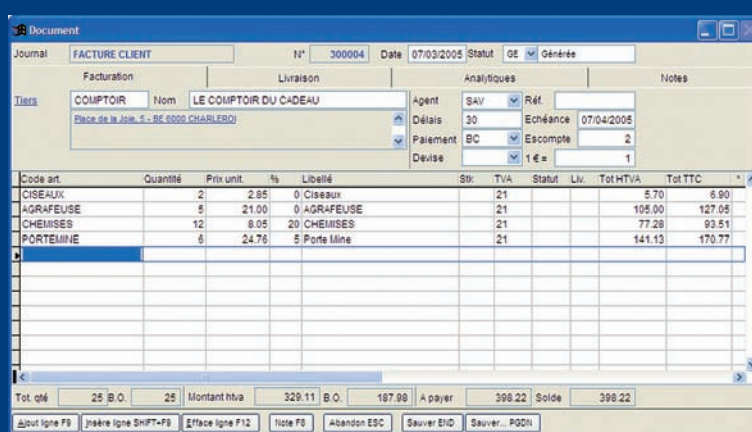 Document
Journal FACTURE CLIENT N° 300004 Date 07/03/2005 Statut GE Générée
Facturation Livraison Analytiques Notes
Tiers COMPTOIR Nom LE COMPTOIR DU CADEAU Agent SAV Réf.
Place de la Joie, 5 - BE 6000 CHARLEROI Délais 30 Echéance 07/04/2005
Paiement BC Escompte 2
Devise 1 € = 1
Code art. Quantité Prix unit. % Libellé Stk TVA Statut Liv. Tot HTVA Tot TTC *
CISEAUX 2 2.85 0 Ciseaux 21 5.70 6.90
AGRAFEUSE 5 21.00 0 AGRAFEUSE 21 105.00 127.05
CHEMISES 12 8.05 20 CHEMISES 21 77.28 93.51
PORTEMINE 6 24.76 5 Porte Mine 21 141.13 170.77
Tot. qté 25 B.O. 25 Montant htva 329.11 B.O. 187.98 A payer 398.22 Solde 398.22
Ajout ligne F9 Insère ligne SHIFT+F9 Efface ligne F12 Note F8 Abandon ESC Sauver END Sauver... PGDN